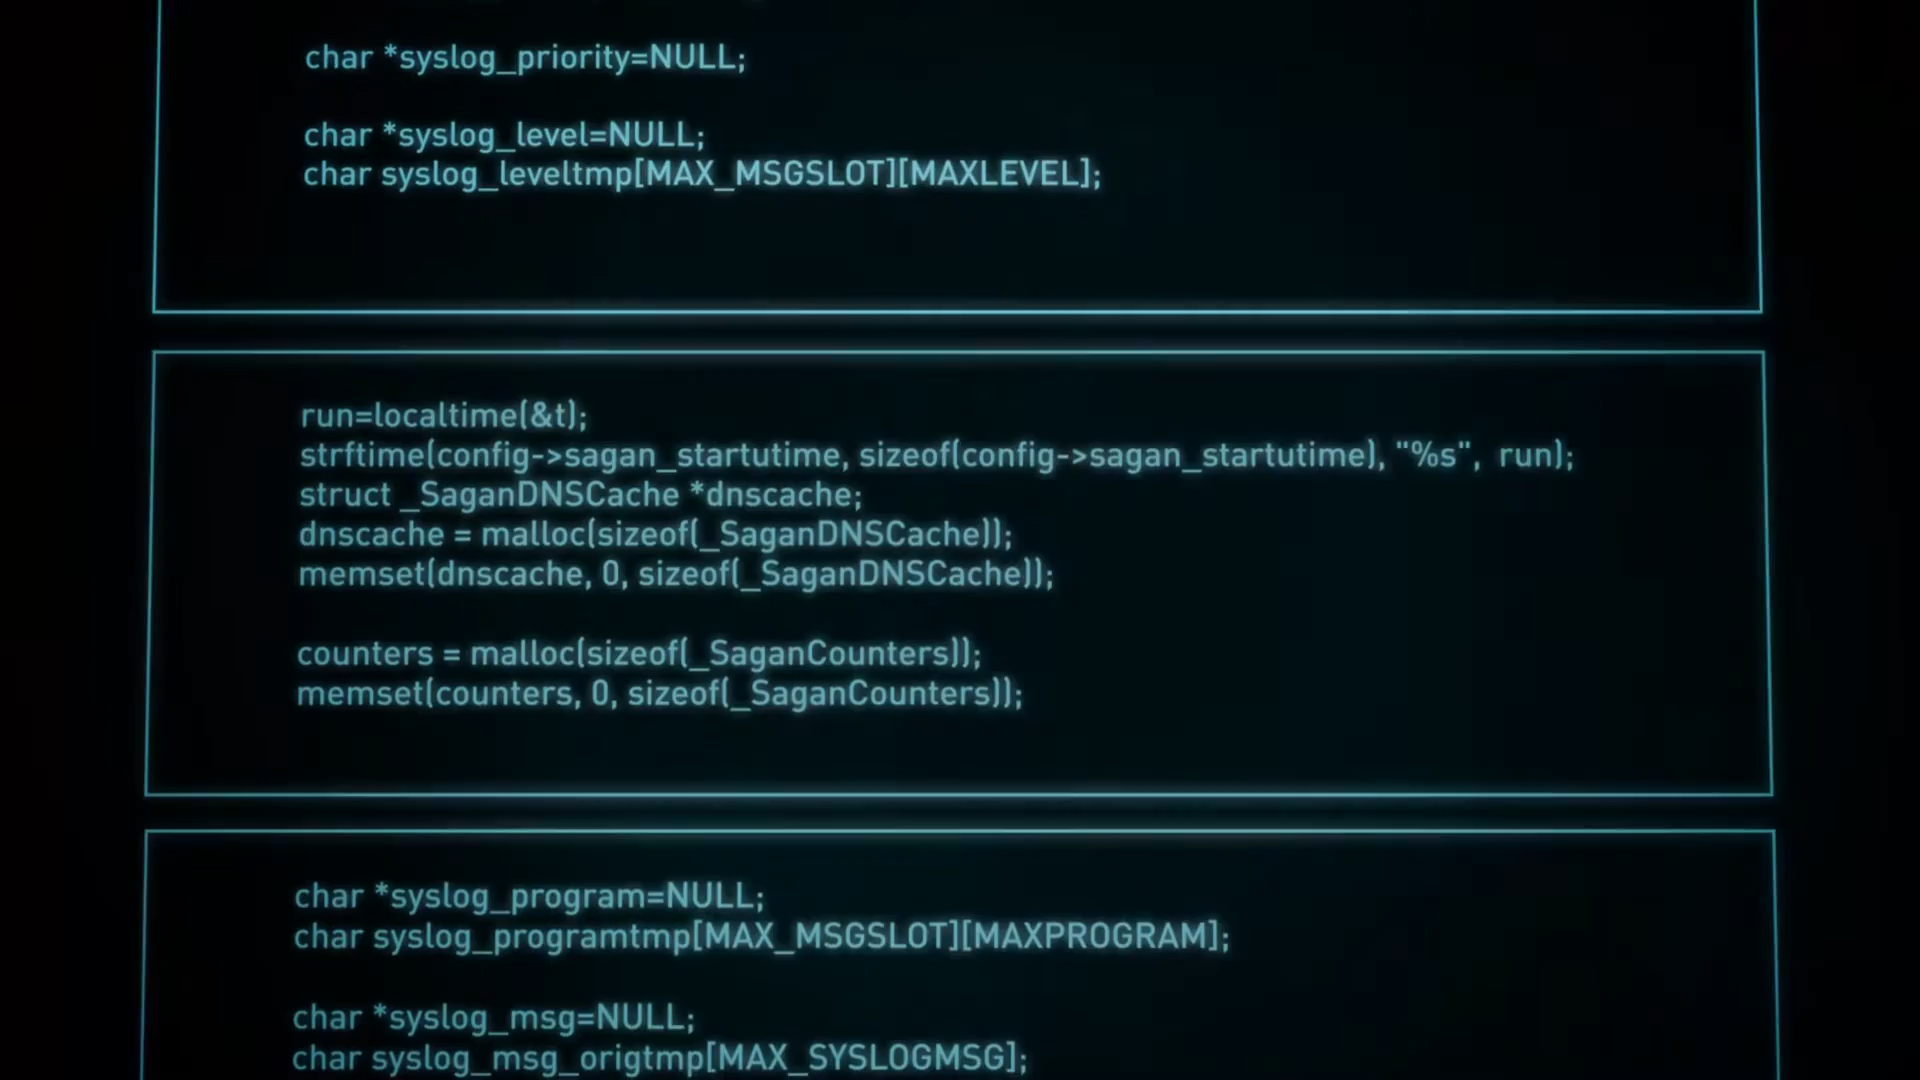 char *syslog_priority=NULL;
char *syslog_level=NULL;
char syslog_leveltmp[MAX_MSGSLOT][MAXLEVEL];
run=localtime(&t);
strftime(config->sagan_startutime, sizeof(config->sagan_startutime), "%s", run);
struct _SaganDNSCache *dnscache;
dnscache = malloc(sizeof(_SaganDNSCache));
memset(dnscache, 0, sizeof(_SaganDNSCache));
counters = malloc(sizeof(_SaganCounters));
memset(counters, 0, sizeof(_SaganCounters));
char *syslog_program=NULL;
char syslog_programtmp[MAX_MSGSLOT][MAXPROGRAM];
char *syslog_msg=NULL;
char syslog_msg_origtmp[MAX_SYSLOGMSG];